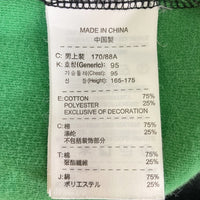 MADE IN CHINA
中国製
C: 男上装 170/88A
K: 호칭(Generic): 95
가슴둘레(Chest): 95
신장(Height): 165-175
E: COTTON 75%
POLYESTER 25%
EXCLUSIVE OF DECORATION
C: 棉 75%
涤纶 25%
不包括装饰部分
T: 棉 75%
聚酯纖維 25%
J: 綿 75%
ポリエステル 25%